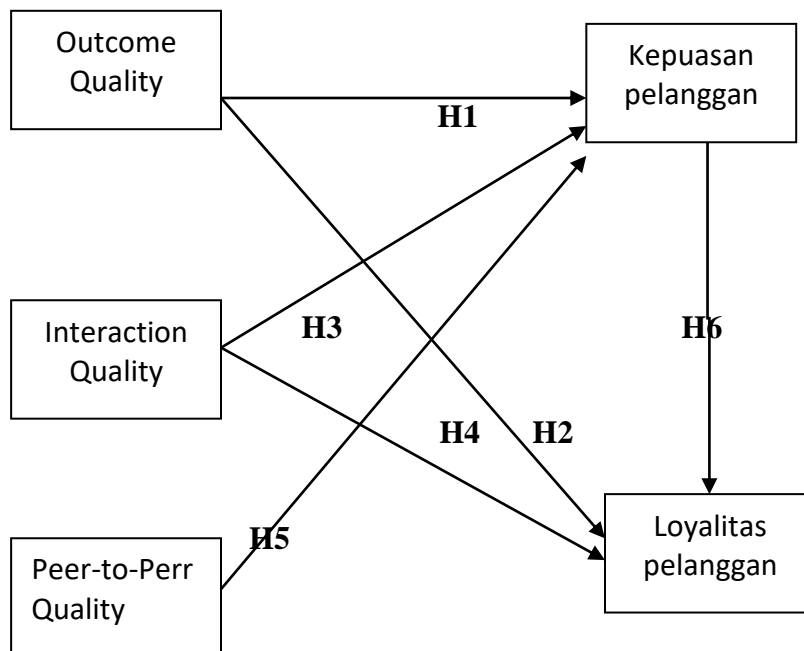 Outcome
Quality
Kepuasan
pelanggan
H1
Interaction
Quality
H3
H6
H4
H2
Loyalitas
pelanggan
H5
Peer-to-Perr
Quality